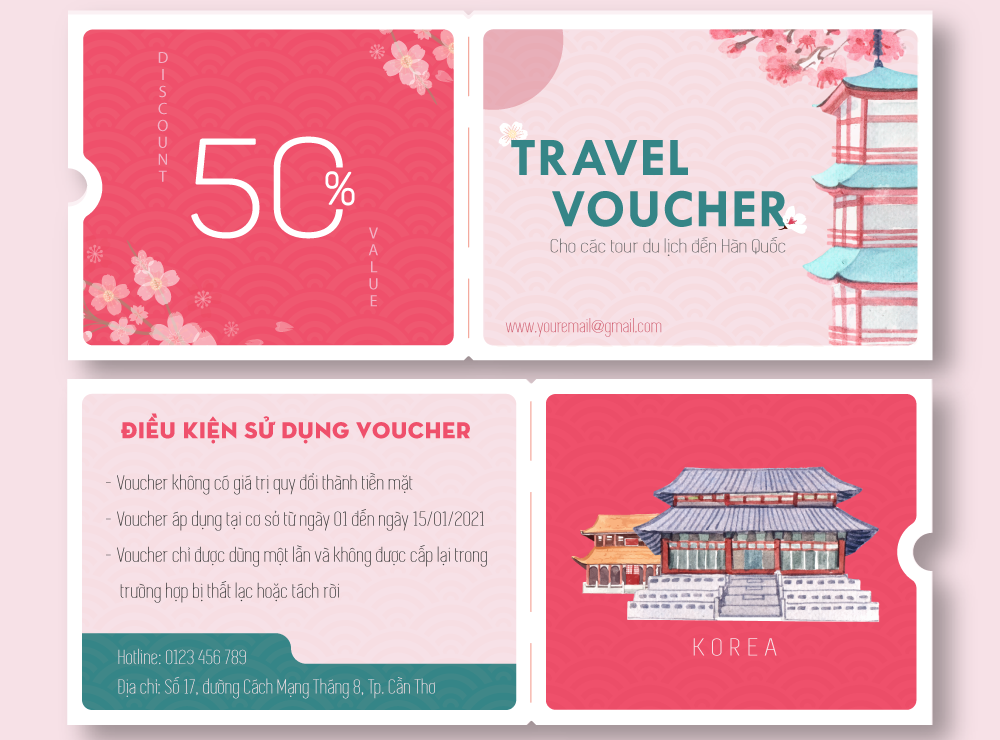 DISCOUNT
50%
VALUE
TRAVEL
VOUCHER
Cho các tour du lịch đến Hàn Quốc
www.youremail@gmail.com
ĐIỀU KIỆN SỬ DỤNG VOUCHER
- Voucher không có giá trị quy đổi thành tiền mặt
- Voucher áp dụng tại cơ sở từ ngày 01 đến ngày 15/01/2021
- Voucher chỉ được dùng một lần và không được cấp lại trong
trường hợp bị thất lạc hoặc tách rời
Hotline: 0123 456 789
Địa chỉ: Số 17, đường Cách Mạng Tháng 8, Tp. Cần Thơ
KOREA